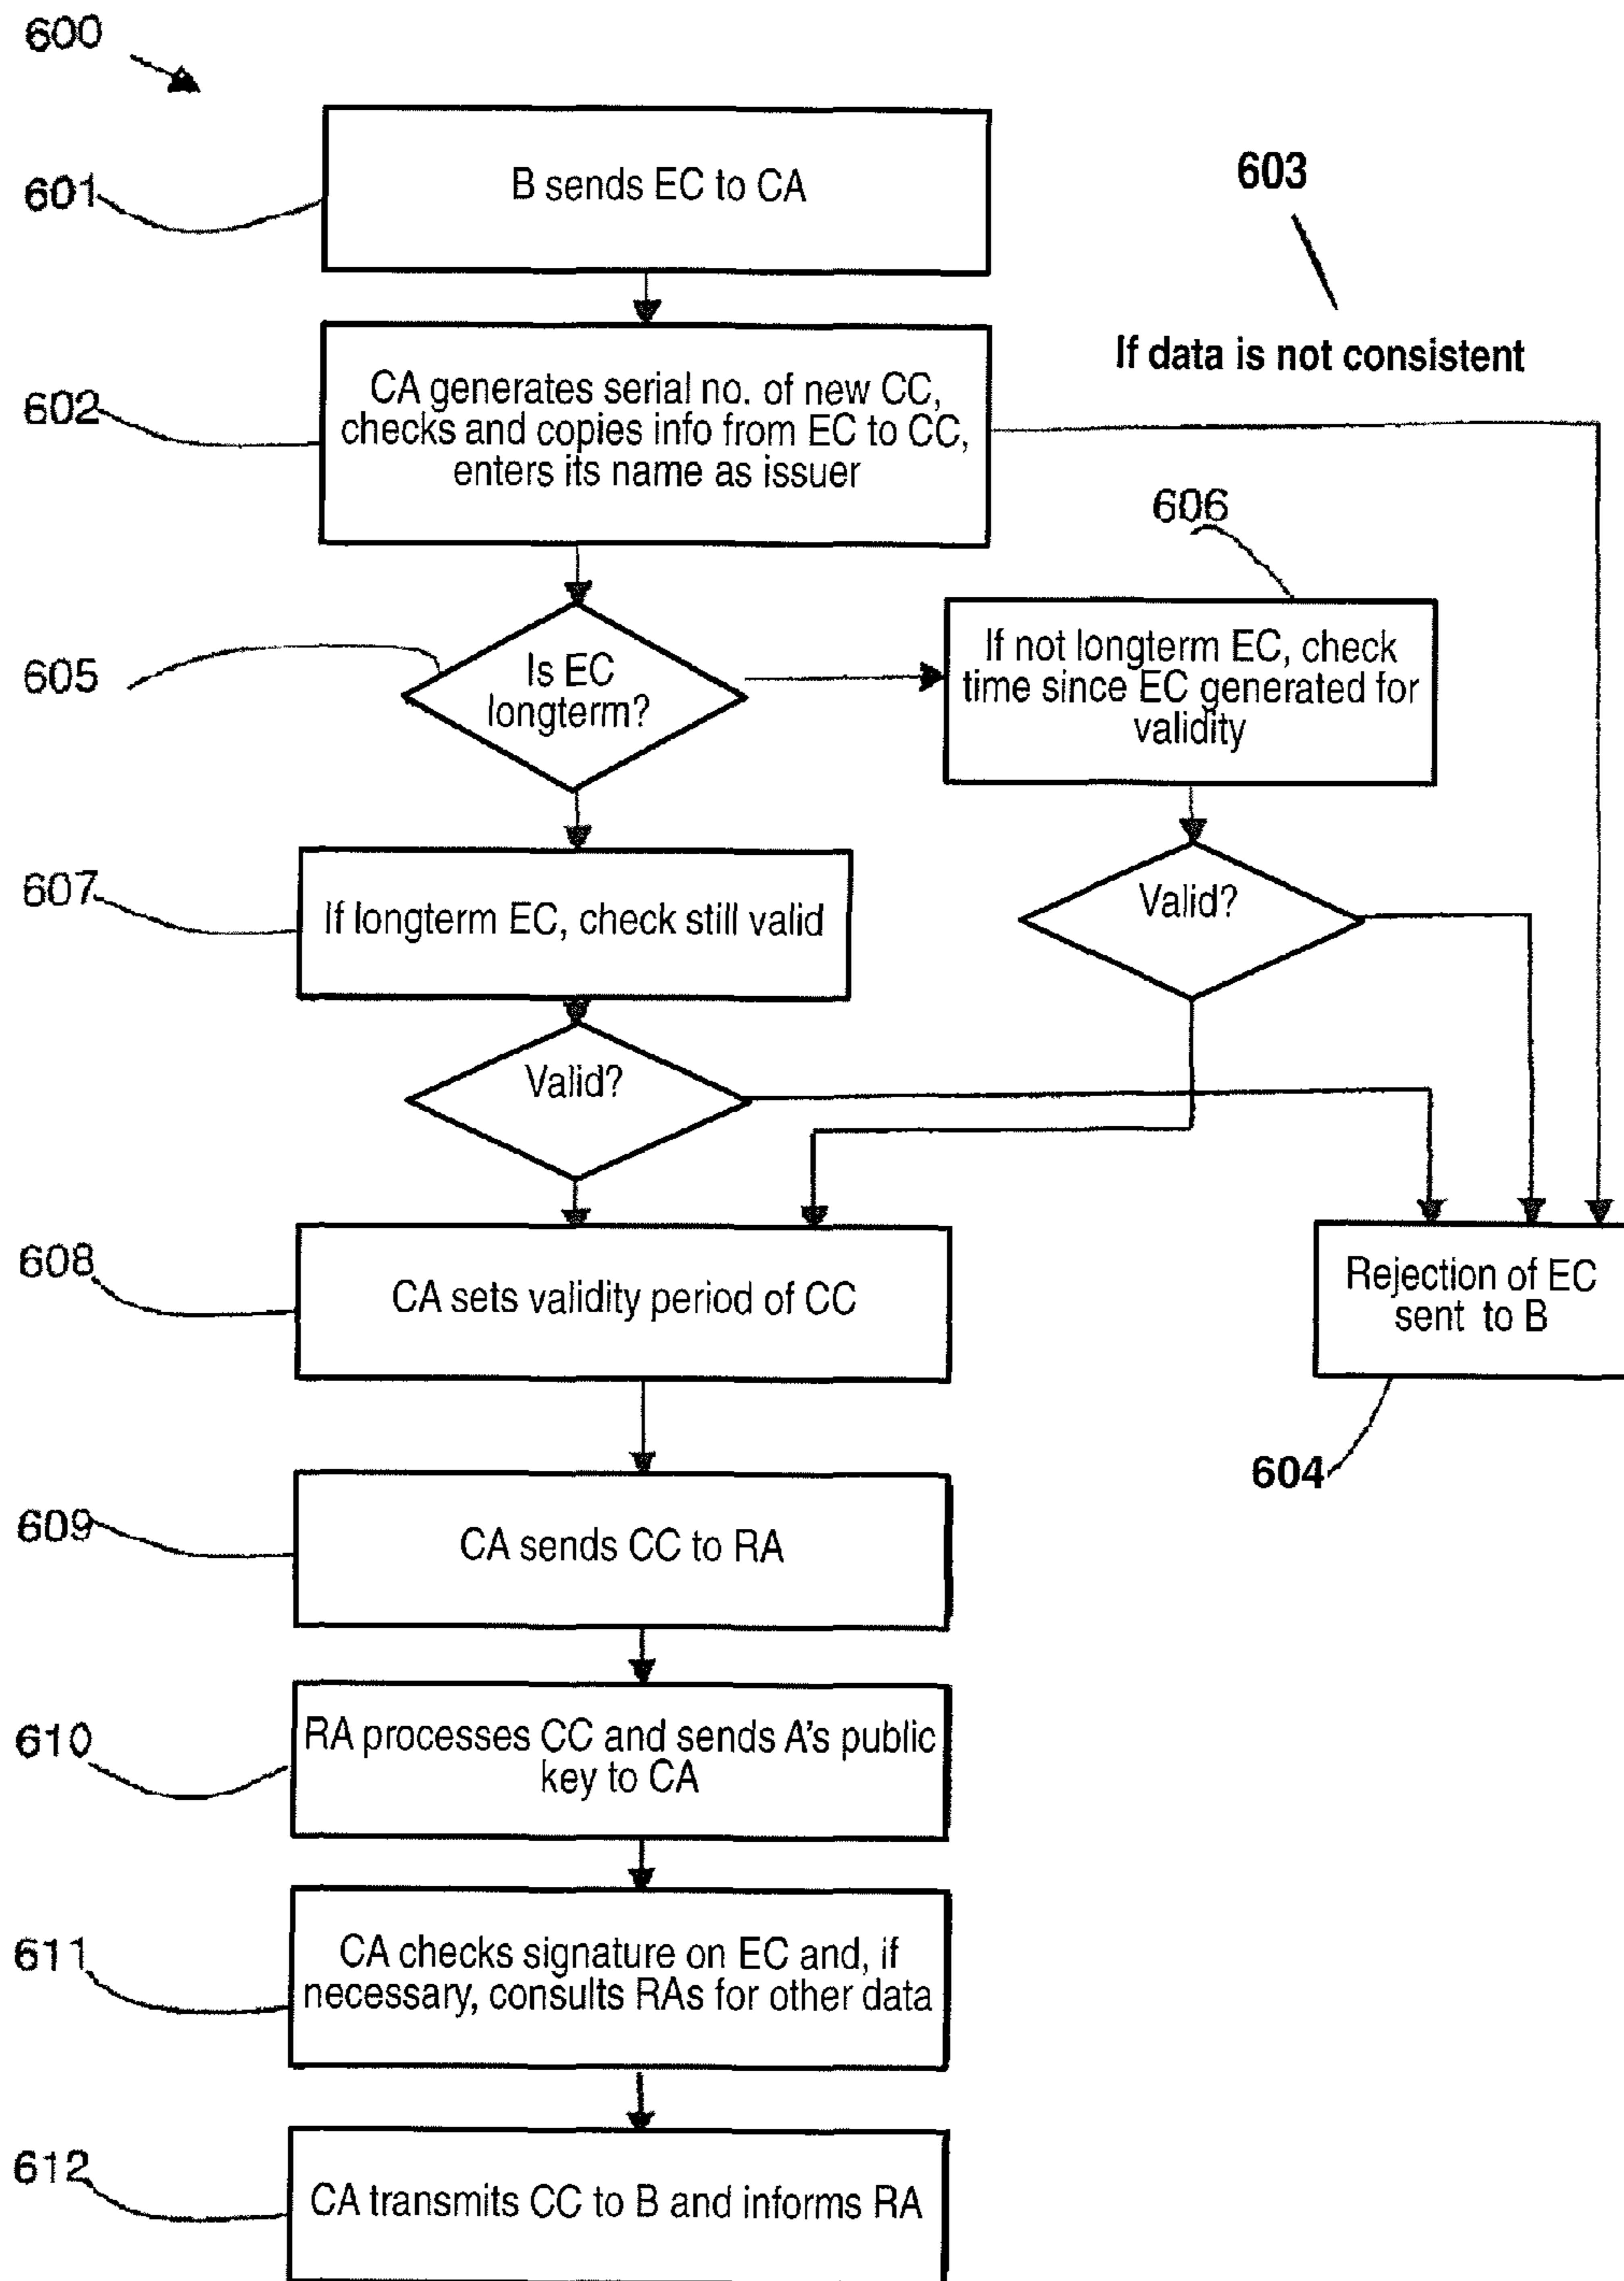 600
601
B sends EC to CA
603
If data is not consistent
602
CA generates serial no. of new CC,
checks and copies info from EC to CC,
enters its name as issuer
606
605
Is EC
longterm?
If not longterm EC, check
time since EC generated for
validity
607
If longterm EC, check still valid
Valid?
Valid?
608
CA sets validity period of CC
Rejection of EC
sent to B
604
609
CA sends CC to RA
610
RA processes CC and sends A's public
key to CA
611
CA checks signature on EC and, if
necessary, consults RAs for other data
612
CA transmits CC to B and informs RA